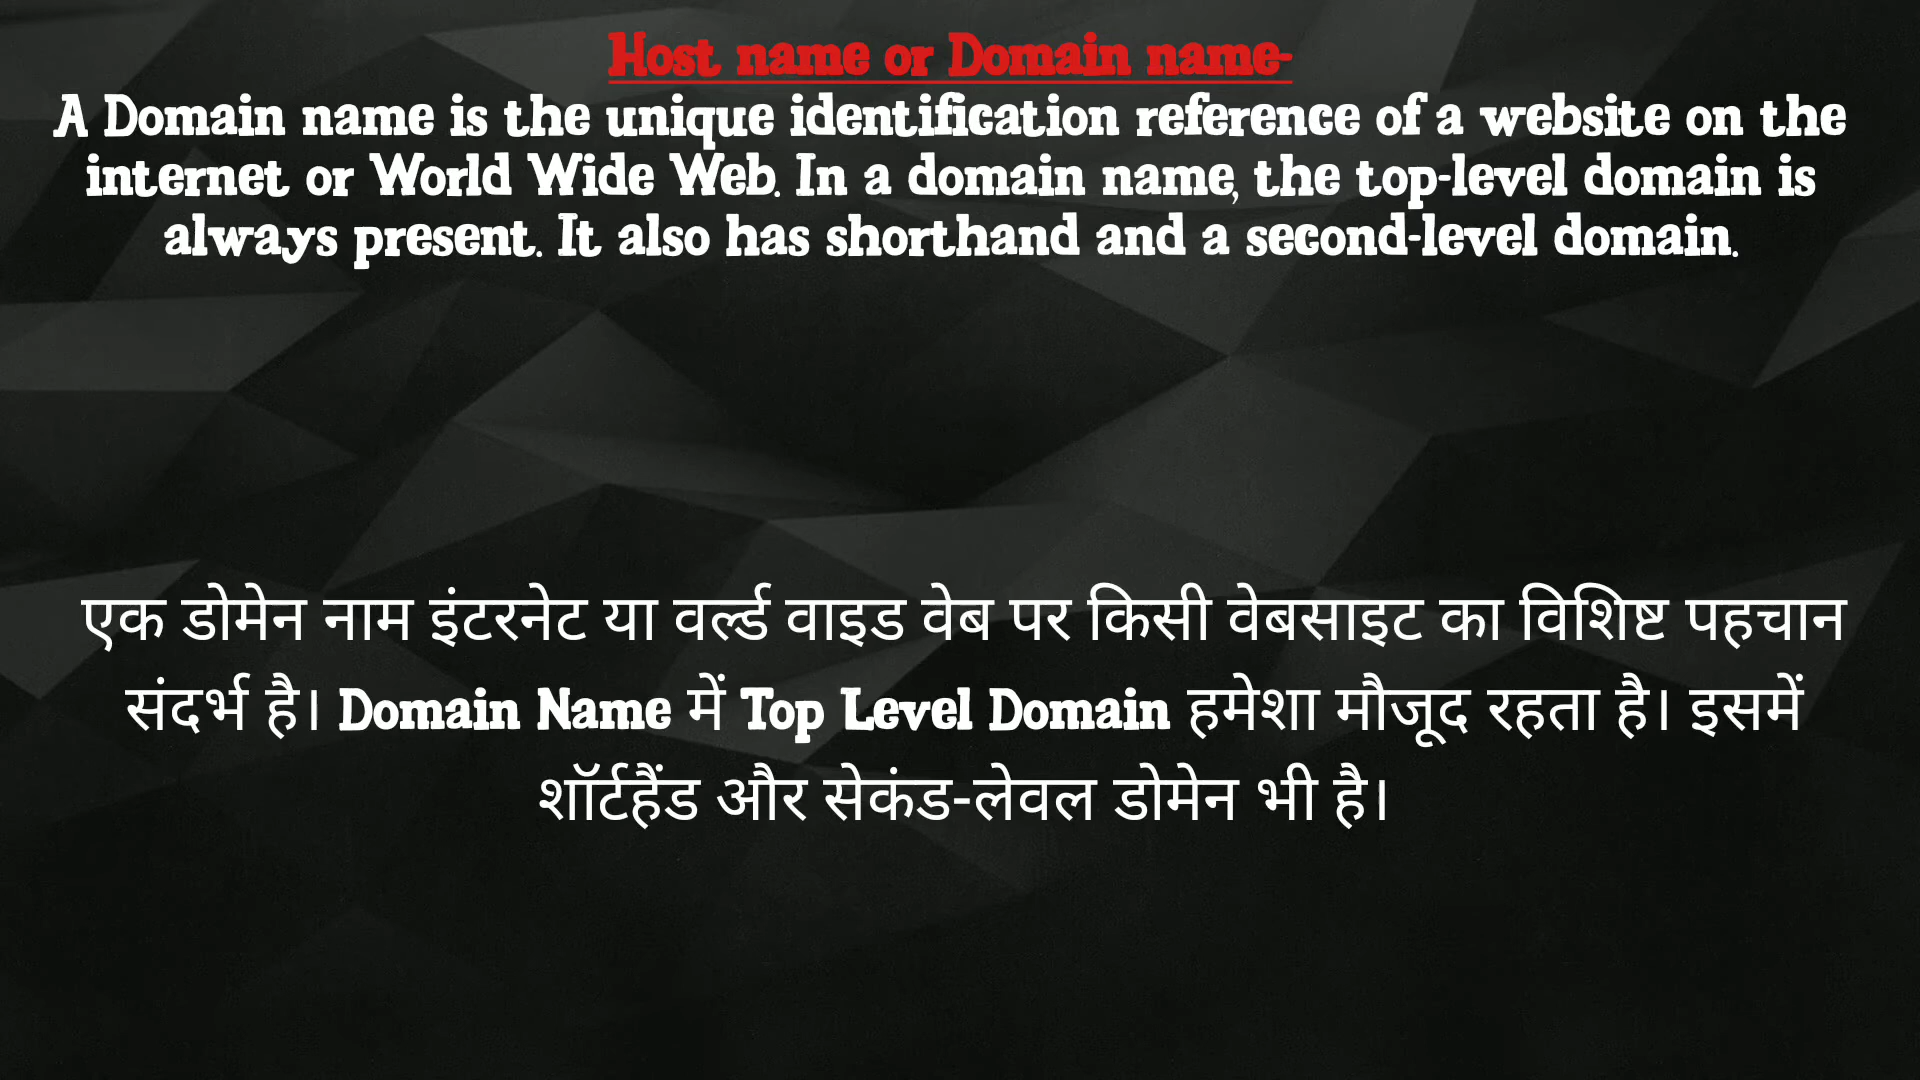 Host name or Domain name-
A Domain name is the unique identification reference of a website on the
internet or World Wide Web. In a domain name, the top-level domain is
always present. It also has shorthand and a second-level domain.
एक डोमेन नाम इंटरनेट या वर्ल्ड वाइड वेब पर किसी वेबसाइट का विशिष्ट पहचान
संदर्भ है। Domain Name में Top Level Domain हमेशा मौजूद रहता है। इसमें
शॉर्टहैंड और सेकंड-लेवल डोमेन भी है।